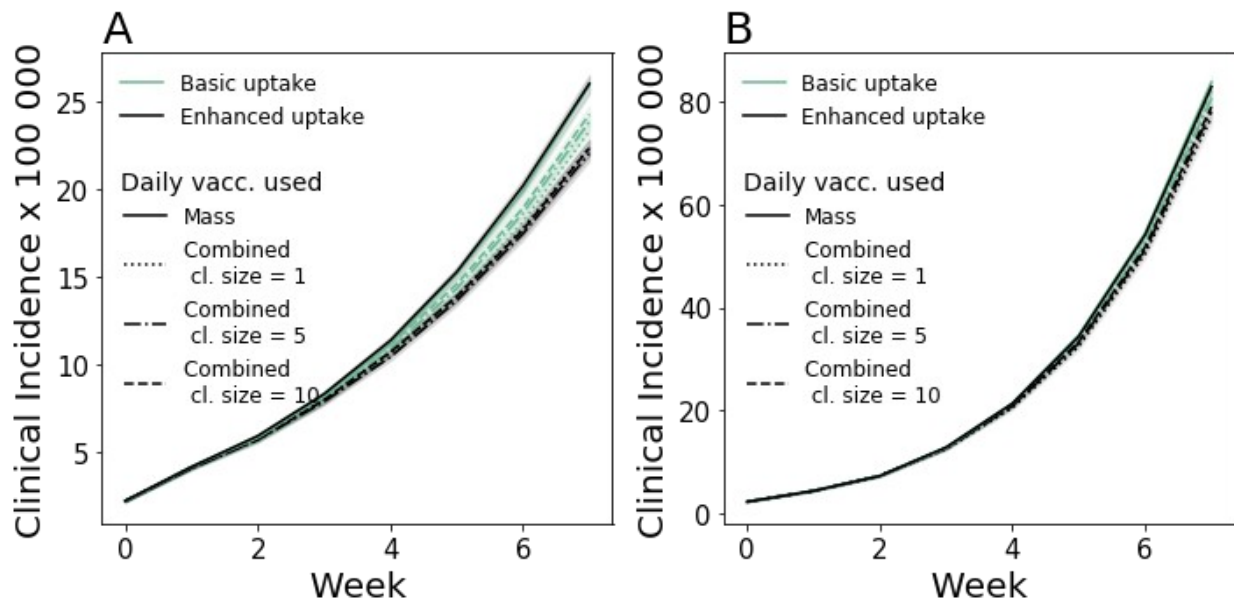 A
Clinical Incidence x 100 000
25
20
15
10
5
Basic uptake
Enhanced uptake
Daily vacc. used
Mass
Combined
cl. size = 1
Combined
cl. size = 5
Combined
cl. size = 10
0 2 4 6
Week
B
Clinical Incidence x 100 000
80
60
40
20
0
Basic uptake
Enhanced uptake
Daily vacc. used
Mass
Combined
cl. size = 1
Combined
cl. size = 5
Combined
cl. size = 10
0 2 4 6
Week